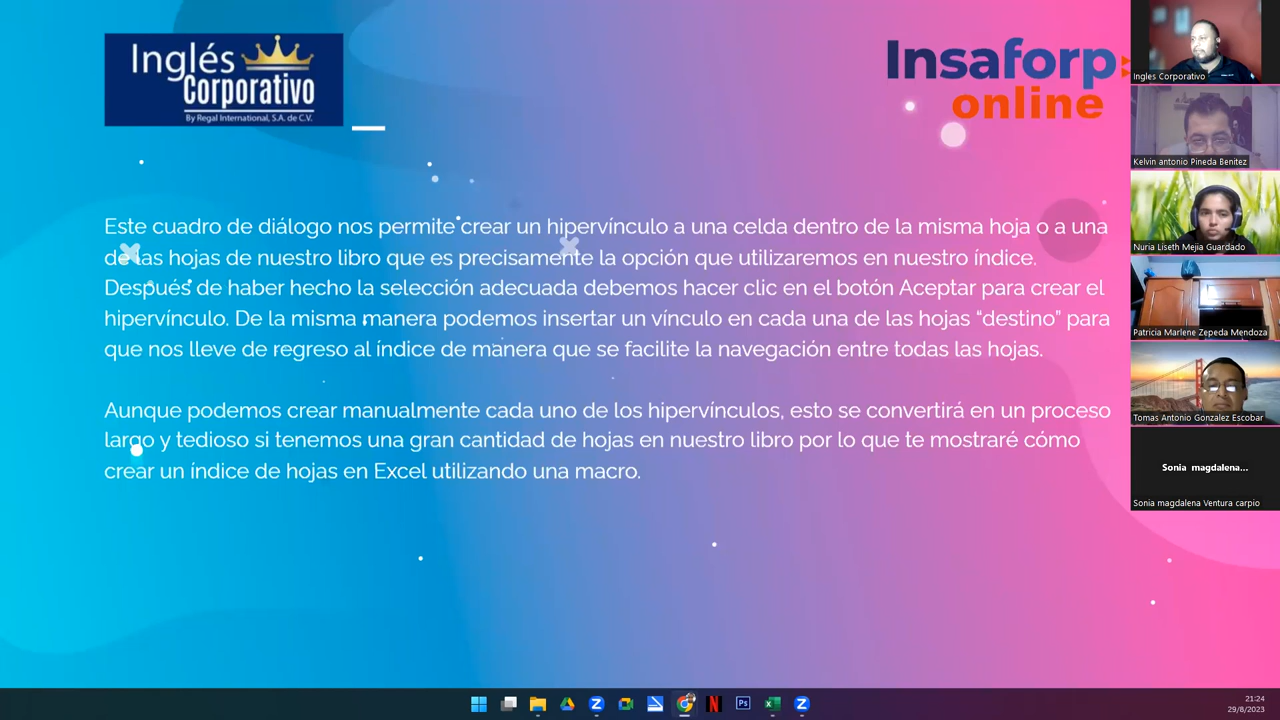 Inglés
Corporativo
By Regal International, S.A. de C.V.
Insaforp
online
Este cuadro de diálogo nos permite crear un hipervínculo a una celda dentro de la misma hoja o a una
de las hojas de nuestro libro que es precisamente la opción que utilizaremos en nuestro índice.
Después de haber hecho la selección adecuada debemos hacer clic en el botón Aceptar para crear el
hipervínculo. De la misma manera podemos insertar un vínculo en cada una de las hojas “destino” para
que nos lleve de regreso al índice de manera que se facilite la navegación entre todas las hojas.
Aunque podemos crear manualmente cada uno de los hipervínculos, esto se convertirá en un proceso
largo y tedioso si tenemos una gran cantidad de hojas en nuestro libro por lo que te mostraré cómo
crear un índice de hojas en Excel utilizando una macro.
Ingles Corporativo
Kelvin antonio Pineda Benitez
Nuria Liseth Mejia Guardado
Patricia Marlene Zepeda Mendoza
Tomas Antonio Gonzalez Escobar
Sonia magdalena...
Sonia magdalena Ventura carpio
21:24
29/8/2023